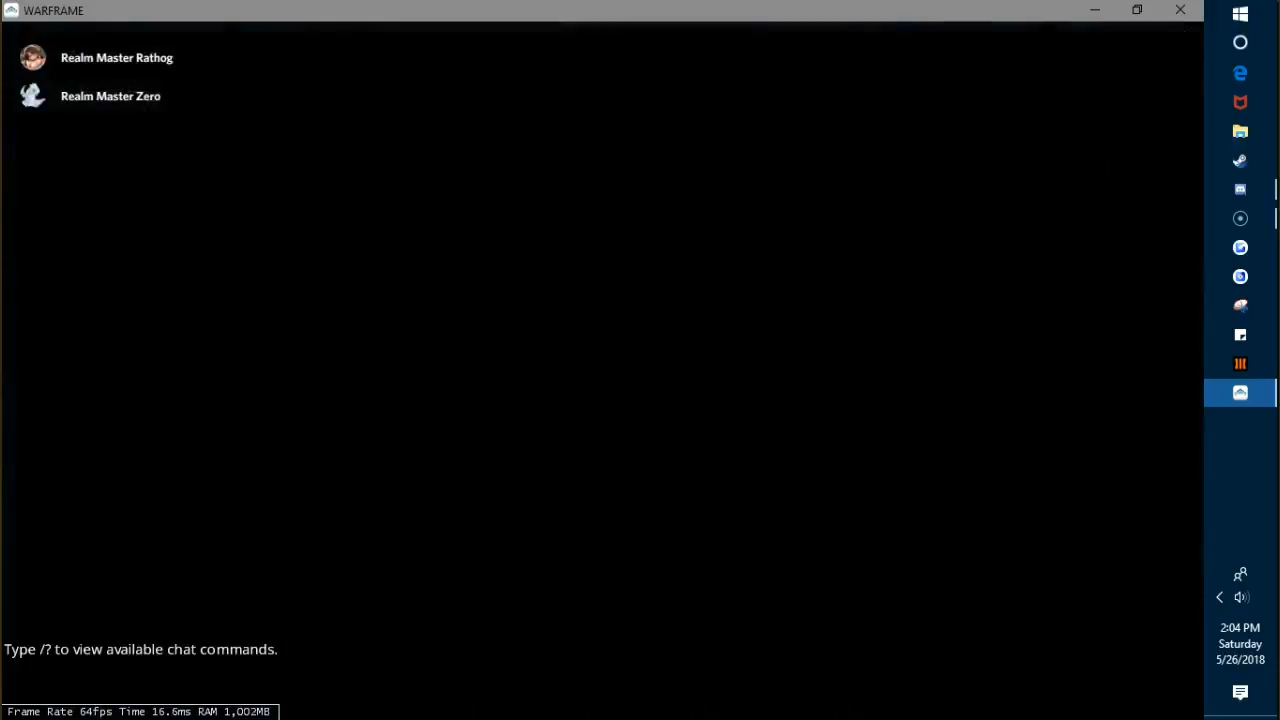 WARFRAME
Realm Master Rathog
Realm Master Zero
Type /? to view available chat commands.
Frame Rate 64fps Time 16.6ms RAM 1,002MB
2:04 PM
Saturday
5/26/2018